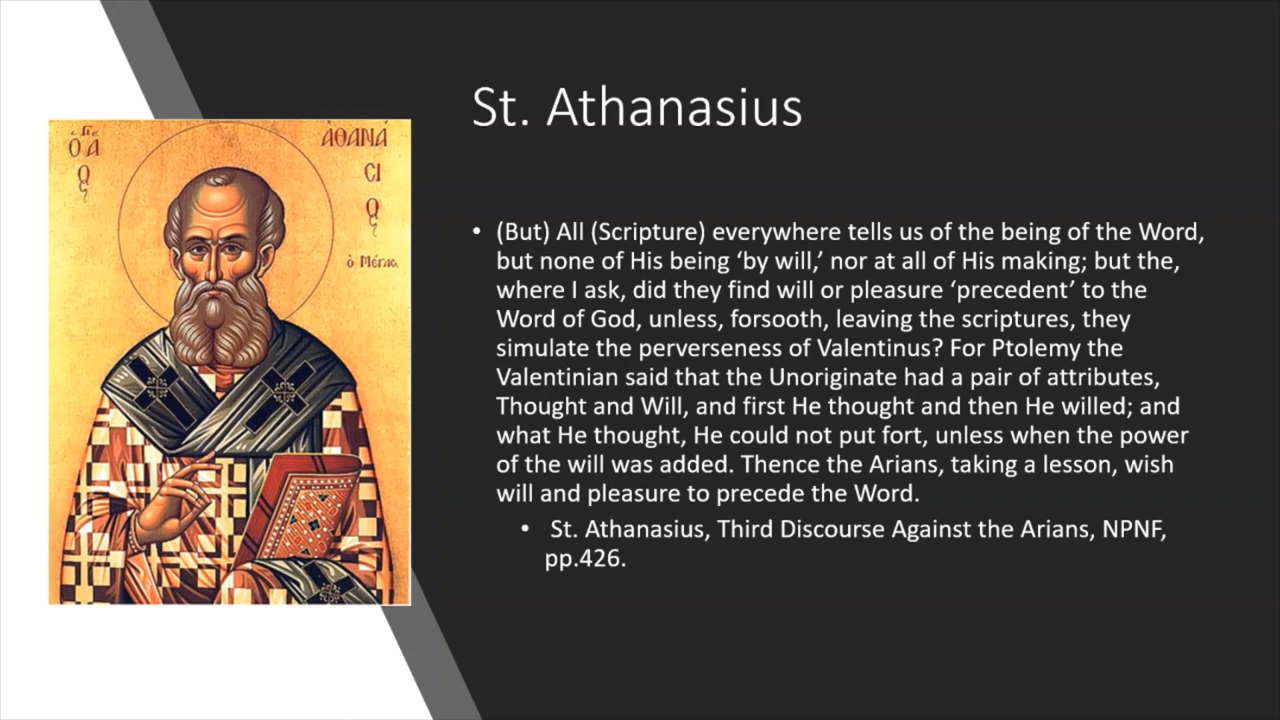 St. Athanasius
ὁ ἅγι
ος
ἈΘΑΝΑ
CΙ
ΟC
ὁ Μέγας
• (But) All (Scripture) everywhere tells us of the being of the Word,
but none of His being ‘by will,’ nor at all of His making; but the,
where I ask, did they find will or pleasure ‘precedent’ to the
Word of God, unless, forsooth, leaving the scriptures, they
simulate the perverseness of Valentinus? For Ptolemy the
Valentinian said that the Unoriginate had a pair of attributes,
Thought and Will, and first He thought and then He willed; and
what He thought, He could not put fort, unless when the power
of the will was added. Thence the Arians, taking a lesson, wish
will and pleasure to precede the Word.
• St. Athanasius, Third Discourse Against the Arians, NPNF,
pp.426.